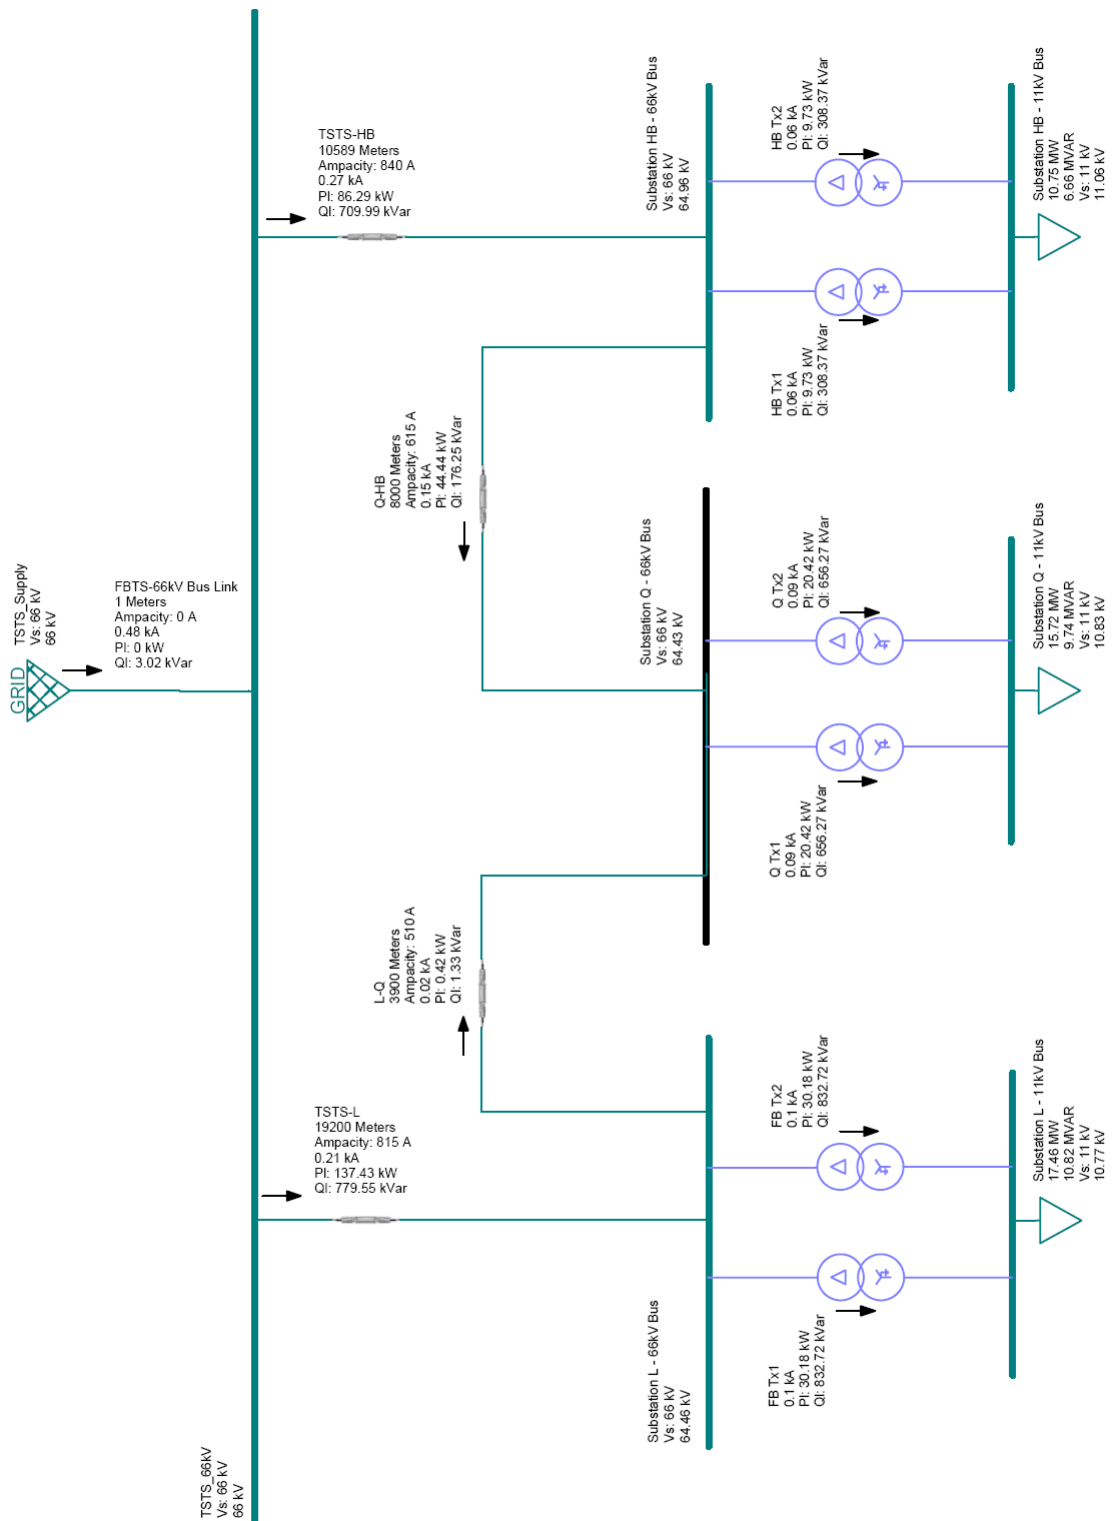 GRID
TSTS_Supply
Vs: 66 kV
66 kV
FBTS-66kV Bus Link
1 Meters
Ampacity: 0 A
0.48 kA
Pl: 0 kW
Ql: 3.02 kVar
TSTS_66kV
Vs: 66 kV
66 kV
TSTS-HB
10589 Meters
Ampacity: 840 A
0.27 kA
Pl: 86.29 kW
Ql: 709.99 kVar
TSTS-L
19200 Meters
Ampacity: 815 A
0.21 kA
Pl: 137.43 kW
Ql: 779.55 kVar
Q-HB
8000 Meters
Ampacity: 615 A
0.15 kA
Pl: 44.44 kW
Ql: 176.25 kVar
L-Q
3900 Meters
Ampacity: 510 A
0.02 kA
Pl: 0.42 kW
Ql: 1.33 kVar
Substation HB - 66kV Bus
Vs: 66 kV
64.96 kV
Substation Q - 66kV Bus
Vs: 66 kV
64.43 kV
Substation L - 66kV Bus
Vs: 66 kV
64.46 kV
HB Tx2
0.06 kA
Pl: 9.73 kW
Ql: 308.37 kVar
HB Tx1
0.06 kA
Pl: 9.73 kW
Ql: 308.37 kVar
Q Tx2
0.09 kA
Pl: 20.42 kW
Ql: 656.27 kVar
Q Tx1
0.09 kA
Pl: 20.42 kW
Ql: 656.27 kVar
FB Tx2
0.1 kA
Pl: 30.18 kW
Ql: 832.72 kVar
FB Tx1
0.1 kA
Pl: 30.18 kW
Ql: 832.72 kVar
Substation HB - 11kV Bus
10.75 MW
6.66 MVAR
Vs: 11 kV
11.06 kV
Substation Q - 11kV Bus
15.72 MW
9.74 MVAR
Vs: 11 kV
10.83 kV
Substation L - 11kV Bus
17.46 MW
10.82 MVAR
Vs: 11 kV
10.77 kV